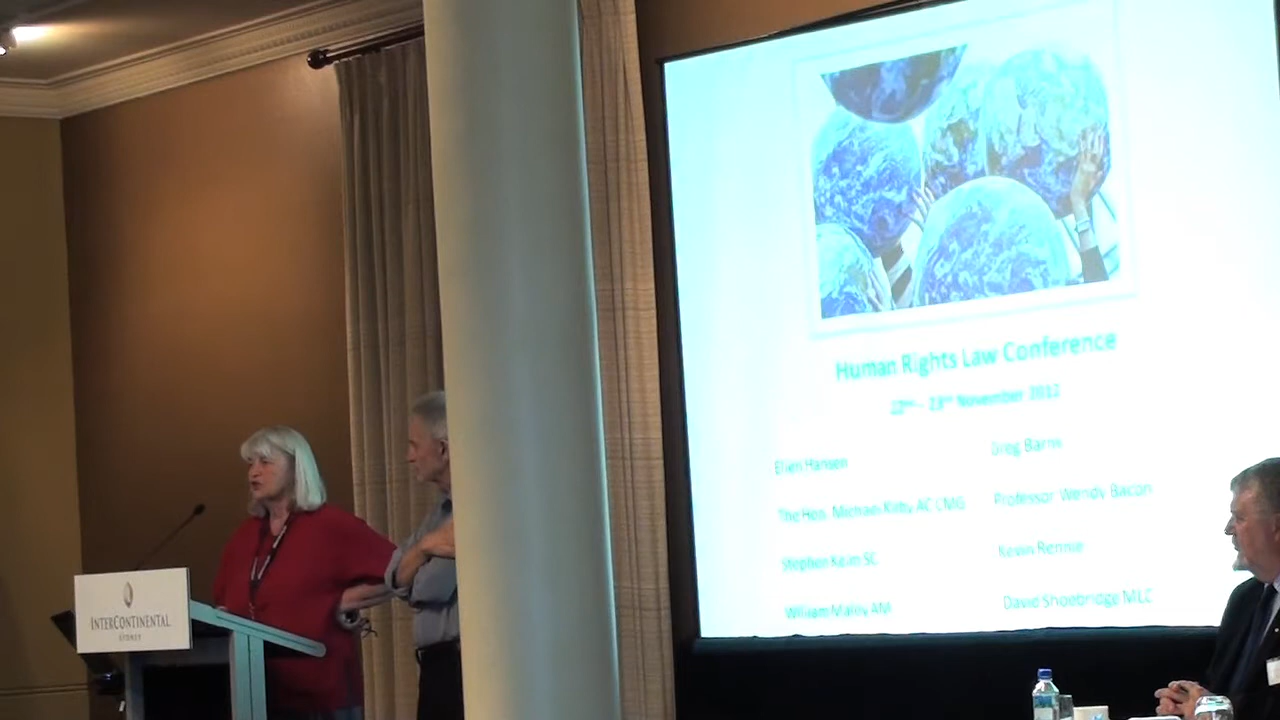 INTERCONTINENTAL
SYDNEY
Human Rights Law Conference
22nd – 23rd November 2012
Ellen Hansen
Greg Barns
The Hon. Michael Kirby AC CMG
Professor Wendy Bacon
Stephen Keim SC
Kevin Rennie
William Maley AM
David Shoebridge MLC